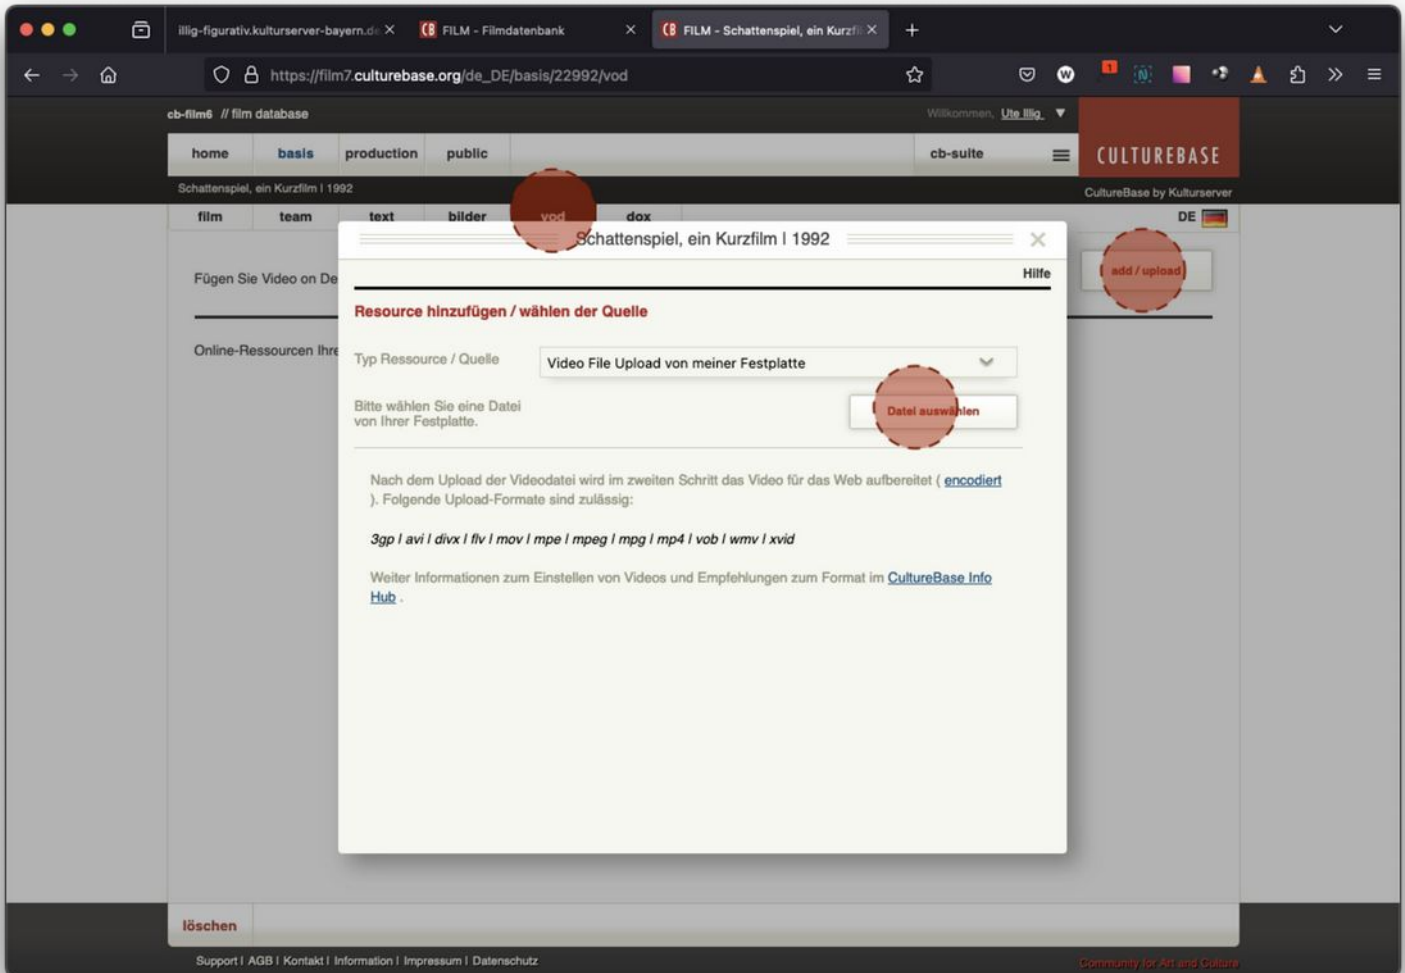 illig-figurativ.kulturserver-bayern.de
CB FILM - Filmdatenbank
CB FILM - Schattenspiel, ein Kurzfil
https://film7.culturebase.org/de_DE/basis/22992/vod
W
1
N
cb-film6 // film database
Willkommen, Ute Illig
home basis production public
cb-suite
CULTUREBASE
Schattenspiel, ein Kurzfilm | 1992
CultureBase by Kulturserver
film team text bilder vod dox
DE
Schattenspiel, ein Kurzfilm | 1992
Fügen Sie Video on De
Hilfe
add / upload
Resource hinzufügen / wählen der Quelle
Online-Ressourcen Ihre
Typ Ressource / Quelle
Video File Upload von meiner Festplatte
Bitte wählen Sie eine Datei
von Ihrer Festplatte.
Datei auswählen
Nach dem Upload der Videodatei wird im zweiten Schritt das Video für das Web aufbereitet ( encodiert
). Folgende Upload-Formate sind zulässig:
3gp | avi | divx | flv | mov | mpe | mpeg | mpg | mp4 | vob | wmv | xvid
Weiter Informationen zum Einstellen von Videos und Empfehlungen zum Format im CultureBase Info
Hub .
löschen
Support | AGB | Kontakt | Information | Impressum | Datenschutz
Community for Art and Culture